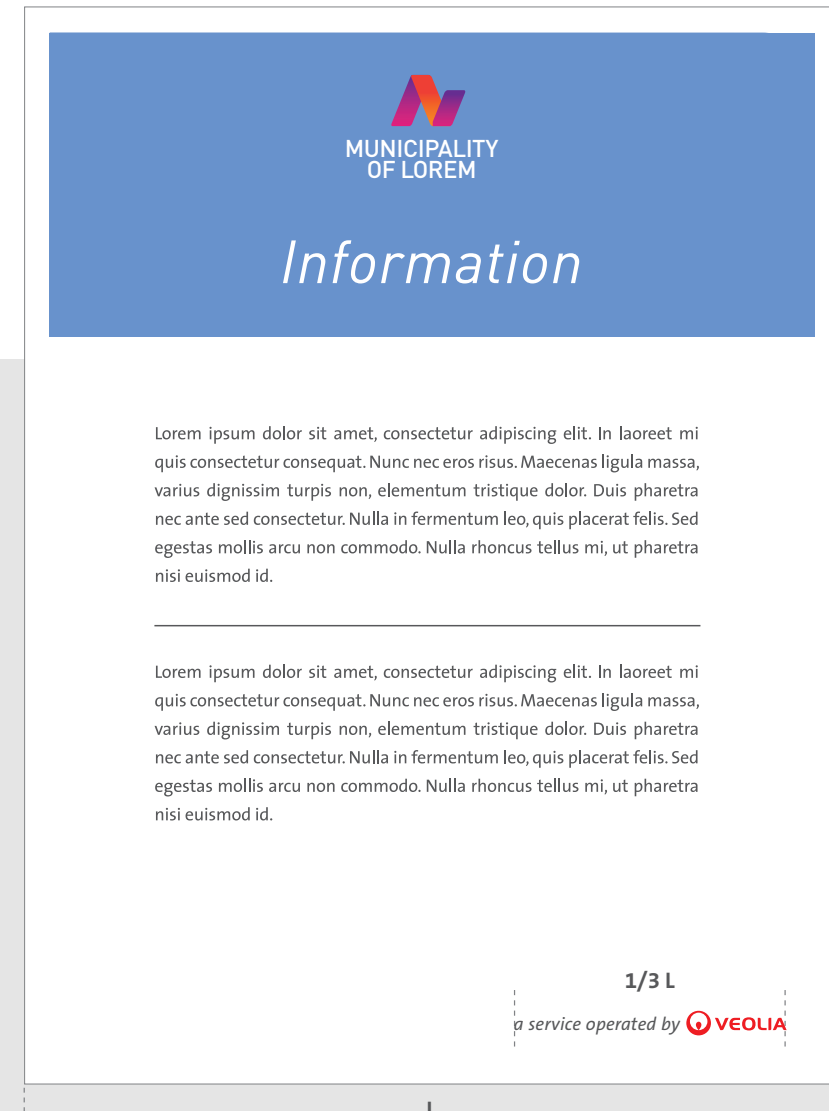 MUNICIPALITY
OF LOREM
Information
Lorem ipsum dolor sit amet, consectetur adipiscing elit. In laoreet mi
quis consectetur consequat. Nunc nec eros risus. Maecenas ligula massa,
varius dignissim turpis non, elementum tristique dolor. Duis pharetra
nec ante sed consectetur. Nulla in fermentum leo, quis placerat felis. Sed
egestas mollis arcu non commodo. Nulla rhoncus tellus mi, ut pharetra
nisi euismod id.
Lorem ipsum dolor sit amet, consectetur adipiscing elit. In laoreet mi
quis consectetur consequat. Nunc nec eros risus. Maecenas ligula massa,
varius dignissim turpis non, elementum tristique dolor. Duis pharetra
nec ante sed consectetur. Nulla in fermentum leo, quis placerat felis. Sed
egestas mollis arcu non commodo. Nulla rhoncus tellus mi, ut pharetra
nisi euismod id.
1/3 L
a service operated by VEOLIA